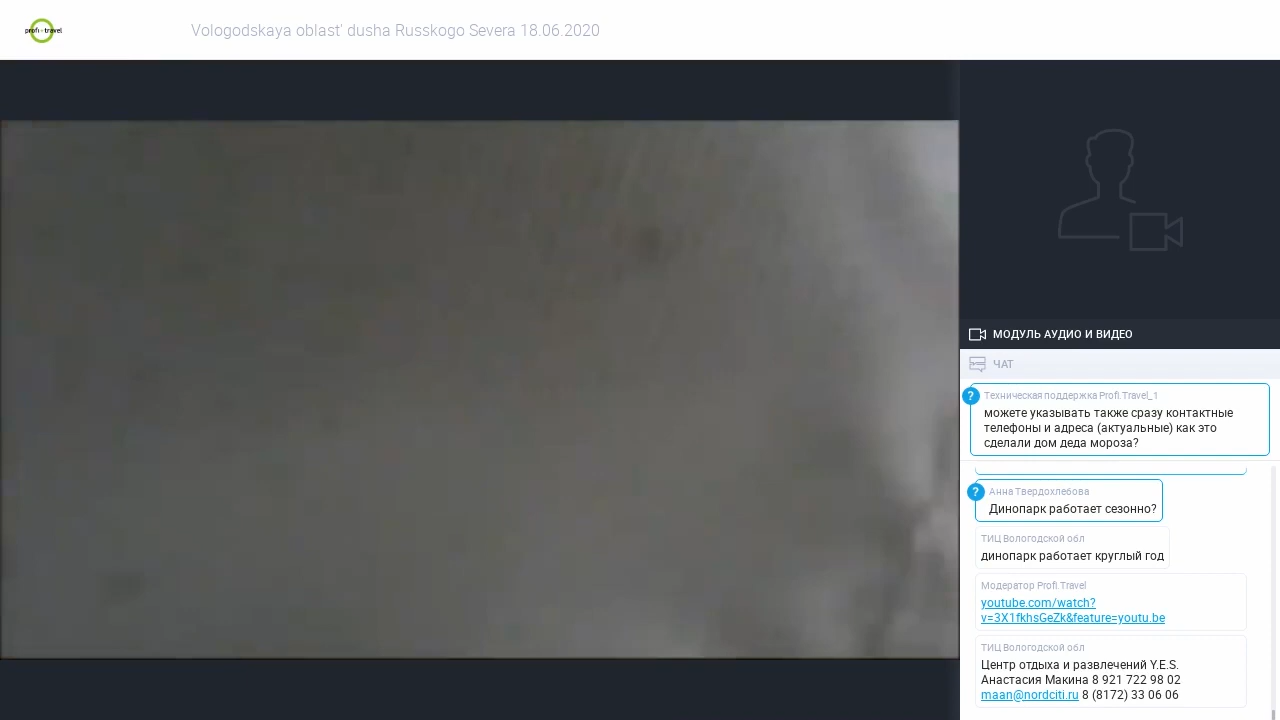 profi - travel
Vologodskaya oblast' dusha Russkogo Severa 18.06.2020
МОДУЛЬ АУДИО И ВИДЕО
ЧАТ
?
Техническая поддержка Profi.Travel_1
можете указывать также сразу контактные
телефоны и адреса (актуальные) как это
сделали дом деда мороза?
?
Анна Твердохлебова
Динопарк работает сезонно?
ТИЦ Вологодской обл
динопарк работает круглый год
Модератор Profi.Travel
youtube.com/watch?
v=3X1fkhsGeZk&feature=youtu.be
ТИЦ Вологодской обл
Центр отдыха и развлечений Y.E.S.
Анастасия Макина 8 921 722 98 02
maan@nordciti.ru 8 (8172) 33 06 06